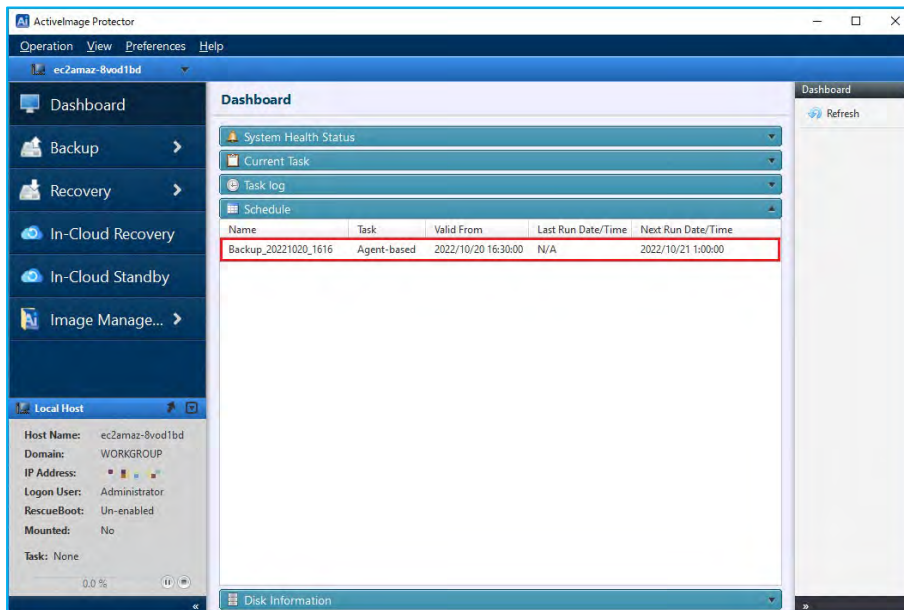 ActiveImage Protector
Operation View Preferences Help
ec2amaz-8vod1bd
Dashboard
Backup
Recovery
In-Cloud Recovery
In-Cloud Standby
Image Manage...
Local Host
Host Name: ec2amaz-8vod1bd
Domain: WORKGROUP
IP Address:
Logon User: Administrator
RescueBoot: Un-enabled
Mounted: No
Task: None
0.0 %
«
Dashboard
System Health Status
Current Task
Task log
Schedule
Name Task Valid From Last Run Date/Time Next Run Date/Time
Backup_20221020_1616 Agent-based 2022/10/20 16:30:00 N/A 2022/10/21 1:00:00
Disk Information
Dashboard
Refresh
»